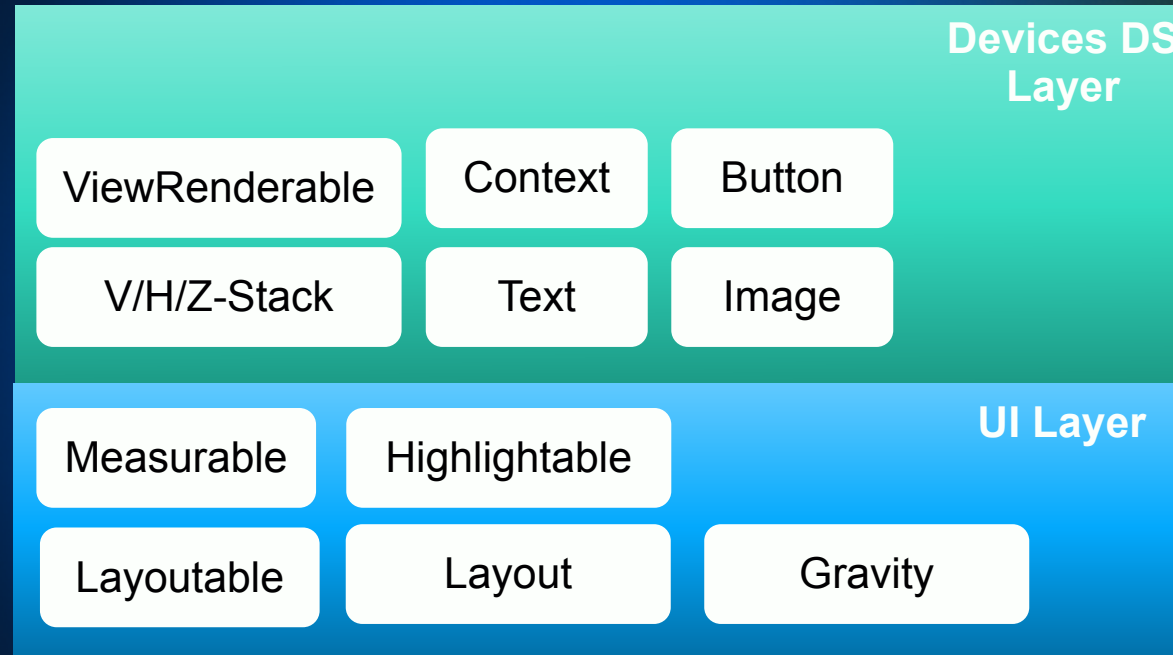 Devices DS
Layer
ViewRenderable
Context
Button
V/H/Z-Stack
Text
Image
UI Layer
Measurable
Highlightable
Layoutable
Layout
Gravity